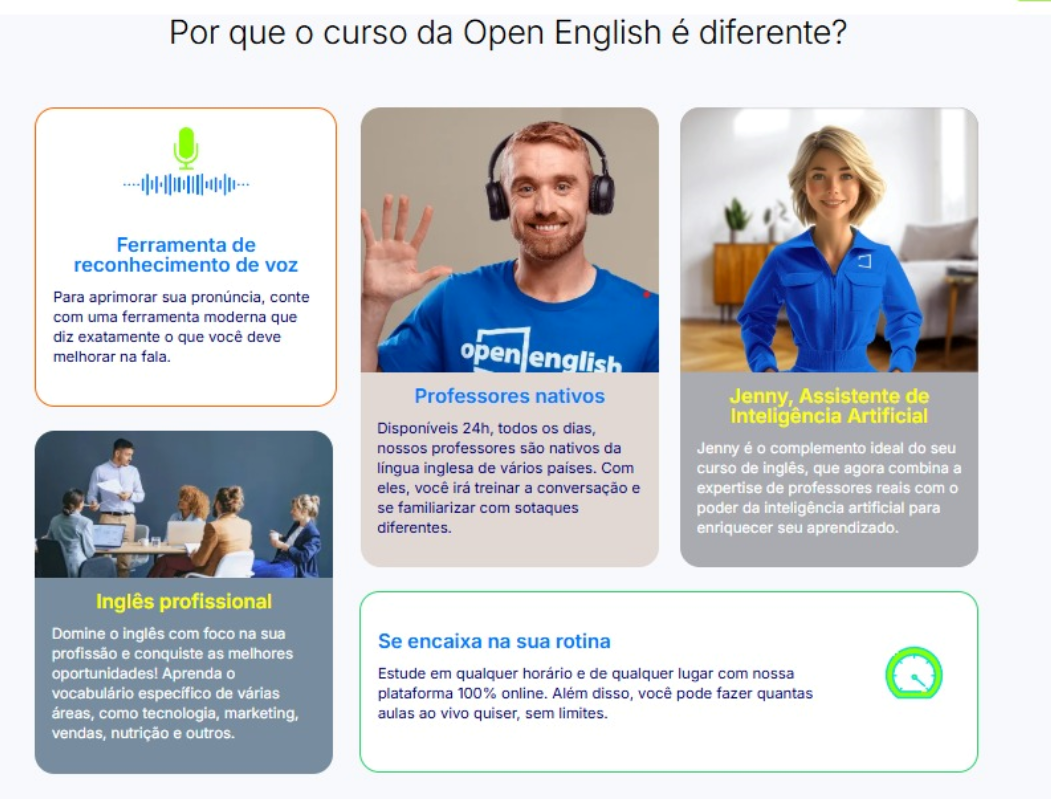 Por que o curso da Open English é diferente?
Ferramenta de
reconhecimento de voz
Para aprimorar sua pronúncia, conte
com uma ferramenta moderna que
diz exatamente o que você deve
melhorar na fala.
open english
Professores nativos
Disponíveis 24h, todos os dias,
nossos professores são nativos da
língua inglesa de vários países. Com
eles, você irá treinar a conversação e
se familiarizar com sotaques
diferentes.
Jenny, Assistente de
Inteligência Artificial
Jenny é o complemento ideal do seu
curso de inglês, que agora combina a
expertise de professores reais com o
poder da inteligência artificial para
enriquecer seu aprendizado.
Inglês profissional
Domine o inglês com foco na sua
profissão e conquiste as melhores
oportunidades! Aprenda o
vocabulário específico de várias
áreas, como tecnologia, marketing,
vendas, nutrição e outros.
Se encaixa na sua rotina
Estude em qualquer horário e de qualquer lugar com nossa
plataforma 100% online. Além disso, você pode fazer quantas
aulas ao vivo quiser, sem limites.